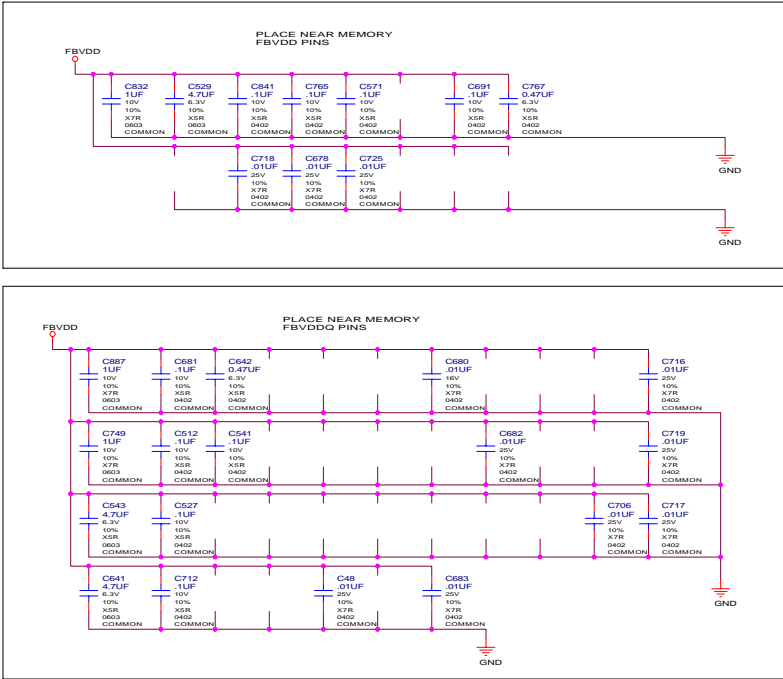 PLACE NEAR MEMORY
FBVDD PINS
FBVDD
C832
1UF
10V
10%
X7R
0603
COMMON
C529
4.7UF
6.3V
10%
X5R
0603
COMMON
C841
.1UF
10V
10%
X5R
0402
COMMON
C765
.1UF
10V
10%
X5R
0402
COMMON
C571
.1UF
10V
10%
X5R
0402
COMMON
C691
.1UF
10V
10%
X5R
0402
COMMON
C767
0.47UF
6.3V
10%
X5R
0402
COMMON
GND
C718
.01UF
25V
10%
X7R
0402
COMMON
C678
.01UF
25V
10%
X7R
0402
COMMON
C725
.01UF
25V
10%
X7R
0402
COMMON
GND
PLACE NEAR MEMORY
FBVDDQ PINS
FBVDD
C887
1UF
10V
10%
X7R
0603
COMMON
C681
.1UF
10V
10%
X5R
0402
COMMON
C642
0.47UF
6.3V
10%
X5R
0402
COMMON
C680
.01UF
16V
10%
X7R
0402
COMMON
C716
.01UF
25V
10%
X7R
0402
COMMON
C749
1UF
10V
10%
X7R
0603
COMMON
C512
.1UF
10V
10%
X5R
0402
COMMON
C541
.1UF
10V
10%
X5R
0402
COMMON
C682
.01UF
25V
10%
X7R
0402
COMMON
C719
.01UF
25V
10%
X7R
0402
COMMON
C543
4.7UF
6.3V
10%
X5R
0603
COMMON
C527
.1UF
10V
10%
X5R
0402
COMMON
C706
.01UF
25V
10%
X7R
0402
COMMON
C717
.01UF
25V
10%
X7R
0402
COMMON
C641
4.7UF
6.3V
10%
X5R
0603
COMMON
C712
.1UF
10V
10%
X5R
0402
COMMON
C48
.01UF
25V
10%
X7R
0402
COMMON
C683
.01UF
25V
10%
X7R
0402
COMMON
GND
GND